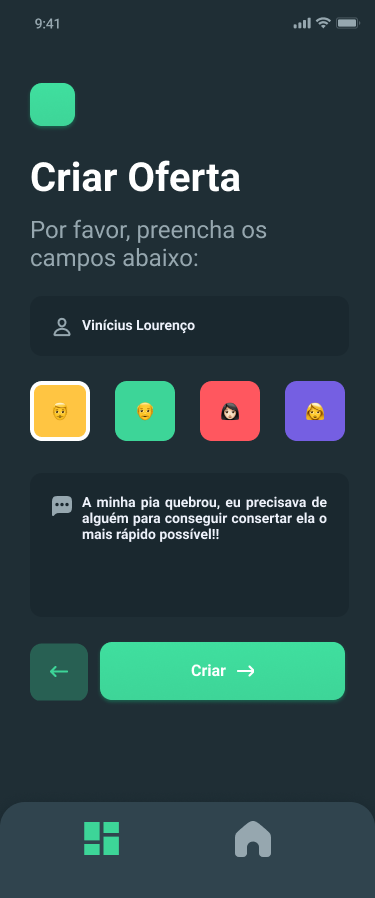 9:41
Criar Oferta
Por favor, preencha os
campos abaixo:
Vinícius Lourenço
A minha pia quebrou, eu precisava de
alguém para conseguir consertar ela o
mais rápido possível!!
Criar